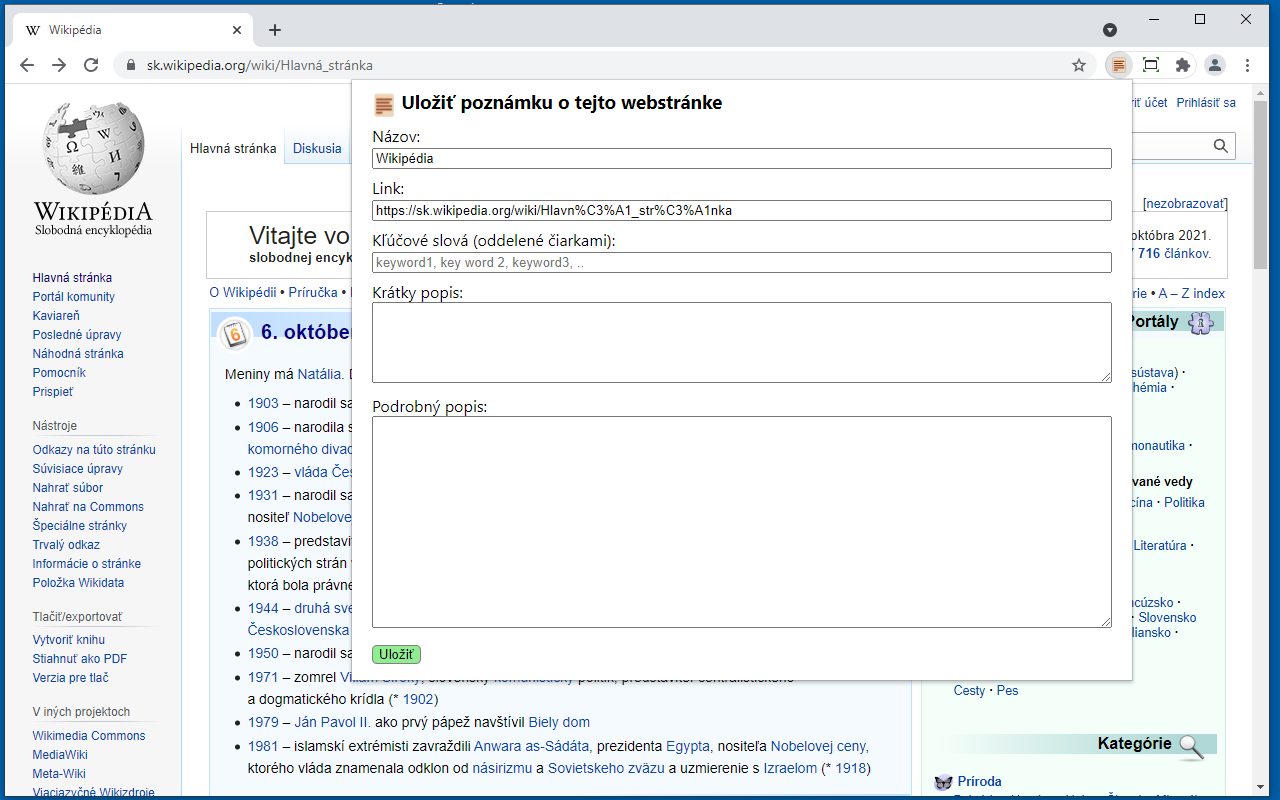 Wikipédia
sk.wikipedia.org/wiki/Hlavná_stránka
WIKIPÉDIA
Slobodná encyklopédia
Hlavná stránka
Portál komunity
Kaviareň
Posledné úpravy
Náhodná stránka
Pomocník
Prispieť
Nástroje
Odkazy na túto stránku
Súvisiace úpravy
Nahrať súbor
Nahrať na Commons
Špeciálne stránky
Trvalý odkaz
Informácie o stránke
Položka Wikidata
Tlačiť/exportovať
Vytvoriť knihu
Stiahnuť ako PDF
Verzia pre tlač
V iných projektoch
Wikimedia Commons
MediaWiki
Meta-Wiki
Viacjazyčné Wikizdroje
Hlavná stránka Diskusia
Vitajte vo
slobodnej encyk
O Wikipédii • Príručka •
6. október
Meniny má Natália.
1903 – narodil sa
1906 – narodila s
komorného divad
1923 – vláda Čes
1931 – narodil sa
nositeľ Nobelovej
1938 – predstavit
politických strán
ktorá bola právne
1944 – druhá sve
Československa
1950 – narodil sa
1971 – zomrel Viliam Široký, slovenský komunistický politik, predstaviteľ centralistického
a dogmatického krídla (* 1902)
1979 – Ján Pavol II. ako prvý pápež navštívil Biely dom
1981 – islamskí extrémisti zavraždili Anwara as-Sádáta, prezidenta Egypta, nositeľa Nobelovej ceny,
ktorého vláda znamenala odklon od násirizmu a Sovietskeho zväzu a uzmierenie s Izraelom (* 1918)
Uložiť poznámku o tejto webstránke
Názov:
Wikipédia
Link:
https://sk.wikipedia.org/wiki/Hlavn%C3%A1_str%C3%A1nka
Kľúčové slová (oddelené čiarkami):
keyword1, key word 2, keyword3, ..
Krátky popis:
Podrobný popis:
Uložiť
riť účet Prihlásiť sa
[nezobrazovať]
októbra 2021.
716 článkov.
rie • A – Z index
Portály
sústava) ·
hémia ·
monautika ·
vané vedy
cína · Politika
Literatúra ·
ncúzsko ·
· Slovensko
liansko ·
Cesty · Pes
Kategórie
Príroda